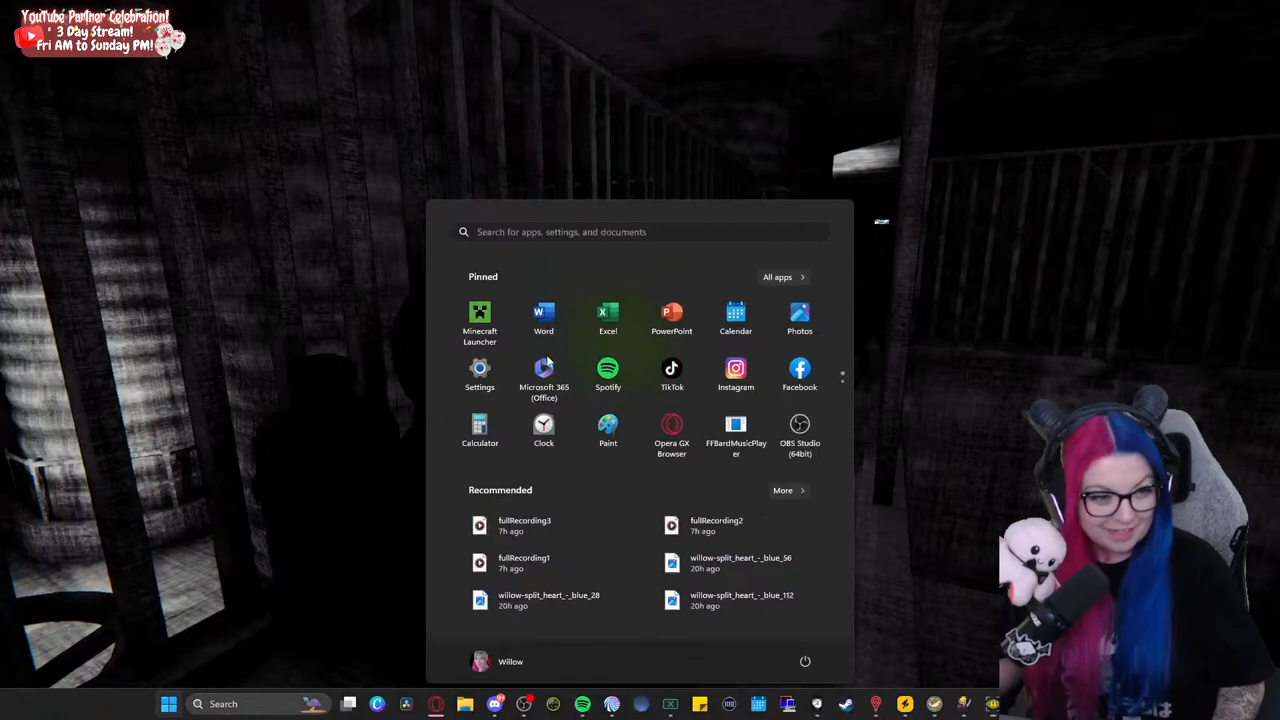 YouTube Partner Celebration!
3 Day Stream!
Fri AM to Sunday PM!
Search for apps, settings, and documents
Pinned
All apps
Minecraft Launcher
Word
Excel
PowerPoint
Calendar
Photos
Settings
Microsoft 365 (Office)
Spotify
TikTok
Instagram
Facebook
Calculator
Clock
Paint
Opera GX Browser
FFBardMusicPlayer
OBS Studio (64bit)
Recommended
More
fullRecording3
7h ago
fullRecording2
7h ago
fullRecording1
7h ago
willow-split_heart_-_blue_56
20h ago
willow-split_heart_-_blue_28
20h ago
willow-split_heart_-_blue_112
20h ago
Willow
Search